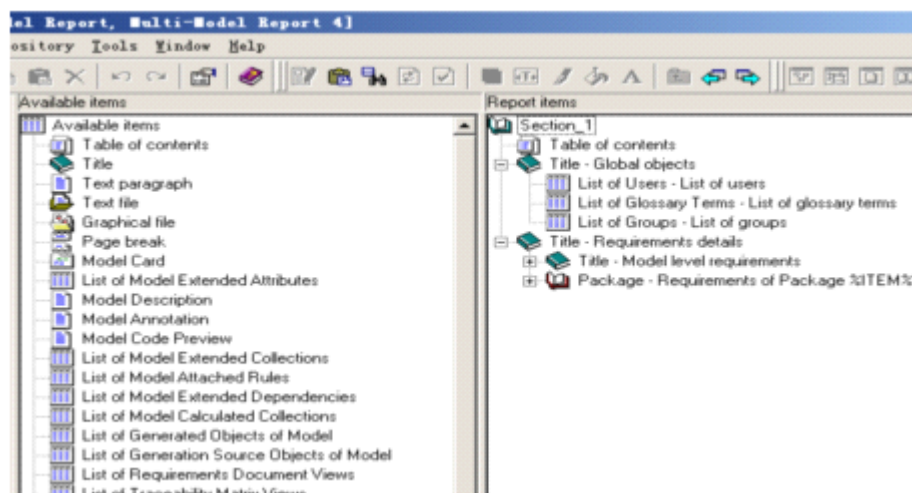 el Report, Multi-Model Report 4]
ository Tools Window Help
Available items
Available items
Table of contents
Title
Text paragraph
Text file
Graphical file
Page break
Model Card
List of Model Extended Attributes
Model Description
Model Annotation
Model Code Preview
List of Model Extended Collections
List of Model Attached Rules
List of Model Extended Dependencies
List of Model Calculated Collections
List of Generated Objects of Model
List of Generation Source Objects of Model
List of Requirements Document Views
List of Traceability Matrix Views
Report items
Section_1
Table of contents
Title - Global objects
List of Users - List of users
List of Glossary Terms - List of glossary terms
List of Groups - List of groups
Title - Requirements details
Title - Model level requirements
Package - Requirements of Package %ITEM%